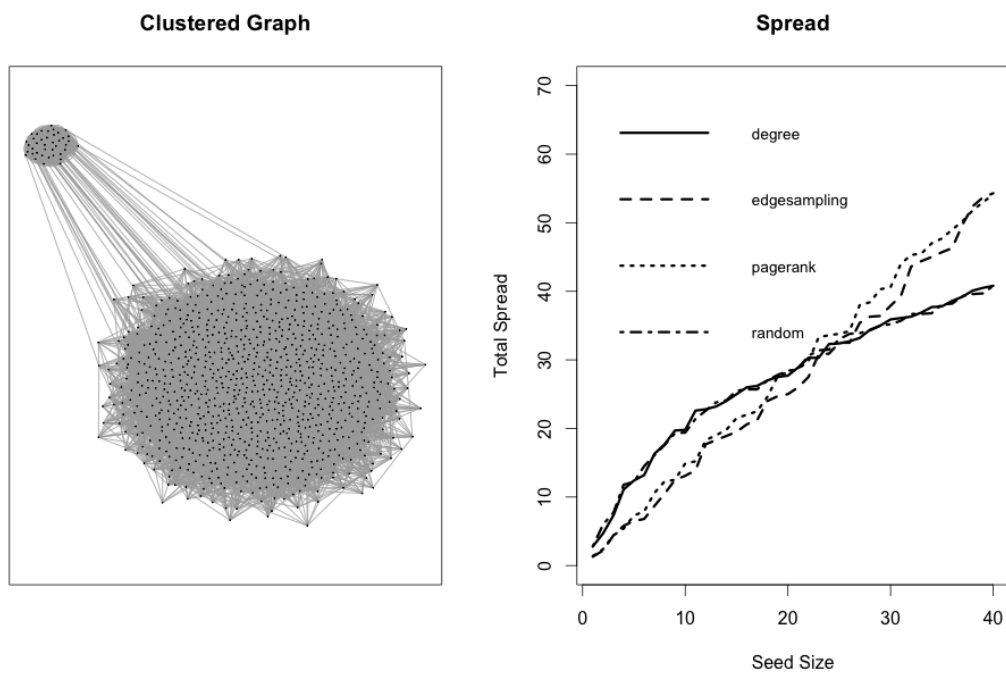 Clustered Graph
Spread
Total Spread
70
60
50
40
30
20
10
0
degree
edgesampling
pagerank
random
0 10 20 30 40
Seed Size